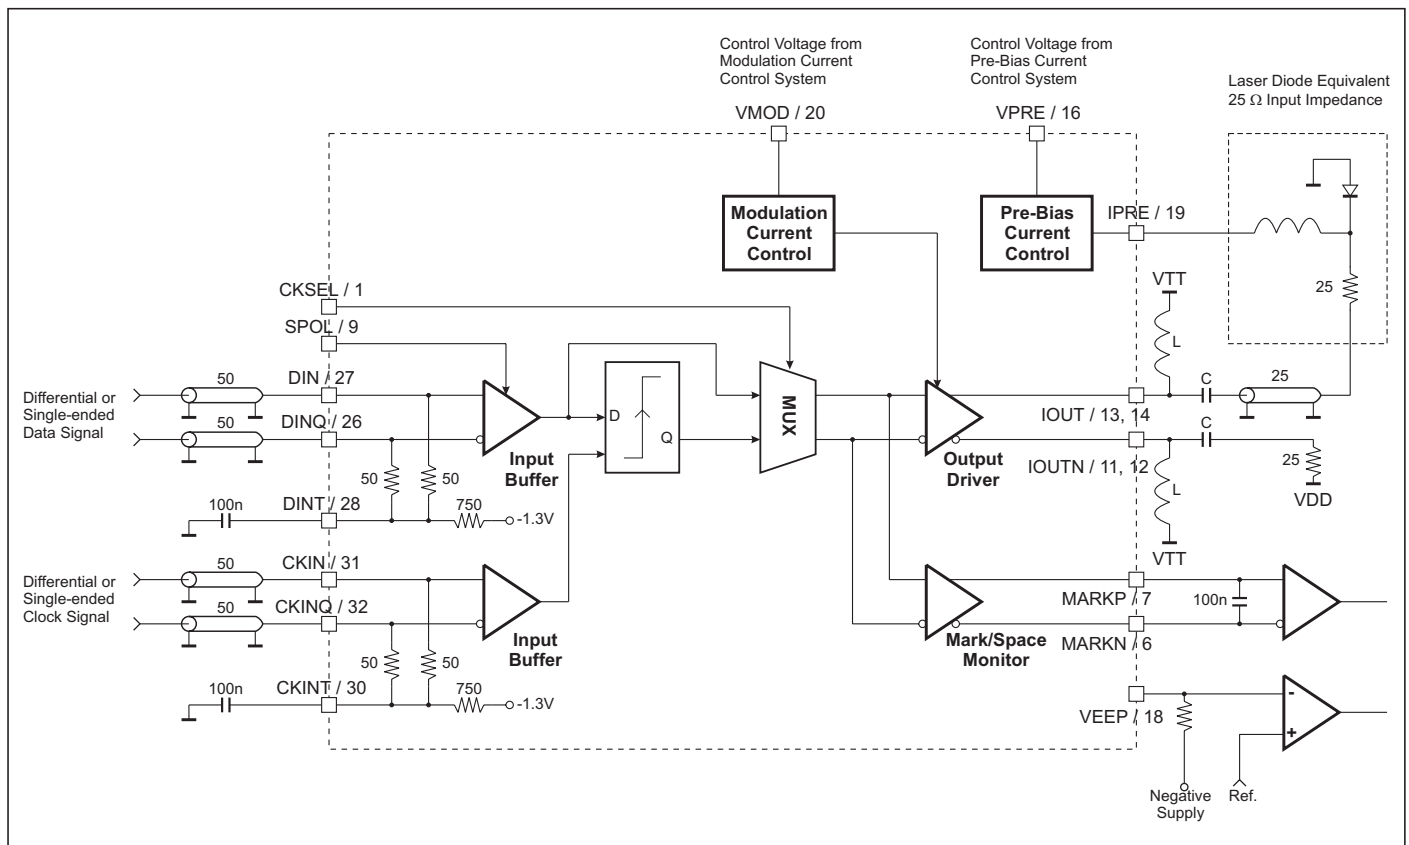 Control Voltage from
Modulation Current
Control System
VMOD / 20
Control Voltage from
Pre-Bias Current
Control System
VPRE / 16
Laser Diode Equivalent
25 Ω Input Impedance
Modulation
Current
Control
Pre-Bias
Current
Control
IPRE / 19
25
VTT
L
CKSEL / 1
SPOL / 9
Differential or
Single-ended
Data Signal
50
DIN / 27
50
DINQ / 26
Input
Buffer
50
50
100n
DINT / 28
750
-1.3V
D
Q
MUX
Output
Driver
C
25
IOUT / 13, 14
C
IOUTN / 11, 12
25
VDD
L
VTT
Differential or
Single-ended
Clock Signal
50
CKIN / 31
50
CKINQ / 32
Input
Buffer
50
50
100n
CKINT / 30
750
-1.3V
Mark/Space
Monitor
MARKP / 7
100n
MARKN / 6
VEEP / 18
-
+
Negative
Supply
Ref.